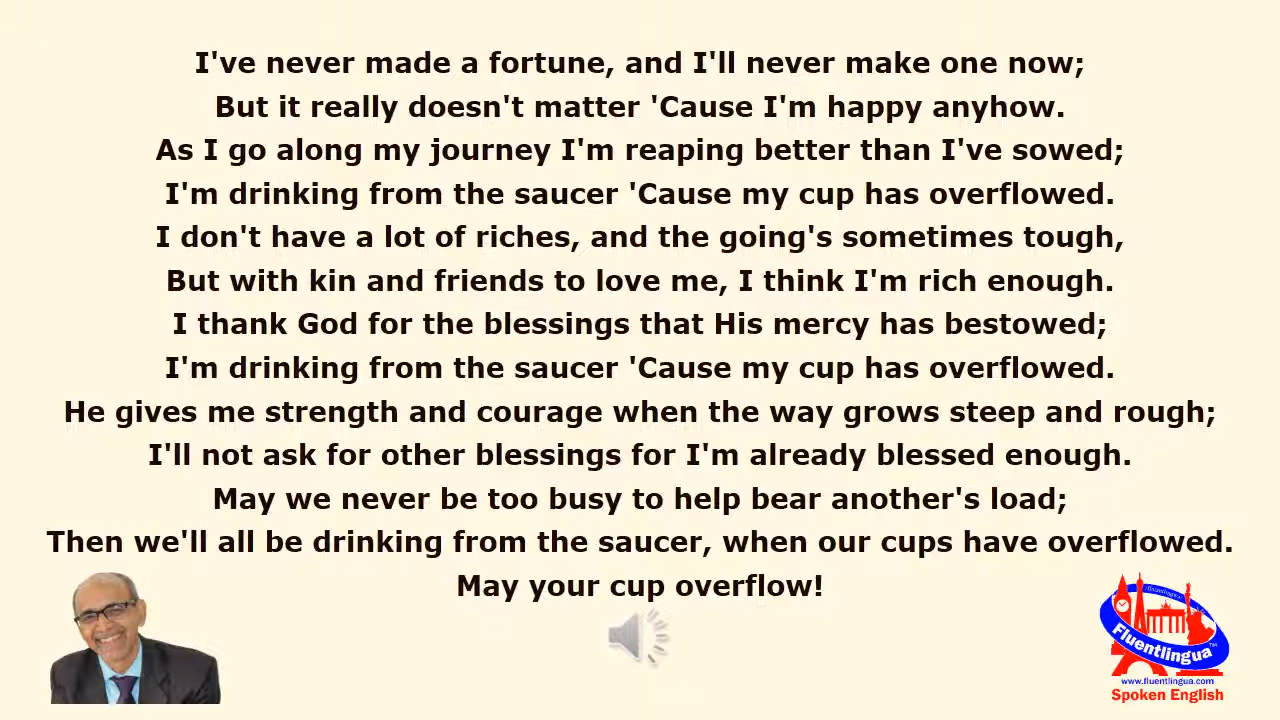 I've never made a fortune, and I'll never make one now;
But it really doesn't matter 'Cause I'm happy anyhow.
As I go along my journey I'm reaping better than I've sowed;
I'm drinking from the saucer 'Cause my cup has overflowed.
I don't have a lot of riches, and the going's sometimes tough,
But with kin and friends to love me, I think I'm rich enough.
I thank God for the blessings that His mercy has bestowed;
I'm drinking from the saucer 'Cause my cup has overflowed.
He gives me strength and courage when the way grows steep and rough;
I'll not ask for other blessings for I'm already blessed enough.
May we never be too busy to help bear another's load;
Then we'll all be drinking from the saucer, when our cups have overflowed.
May your cup overflow!
Fluentlingua™
www.fluentlingua.com
Spoken English